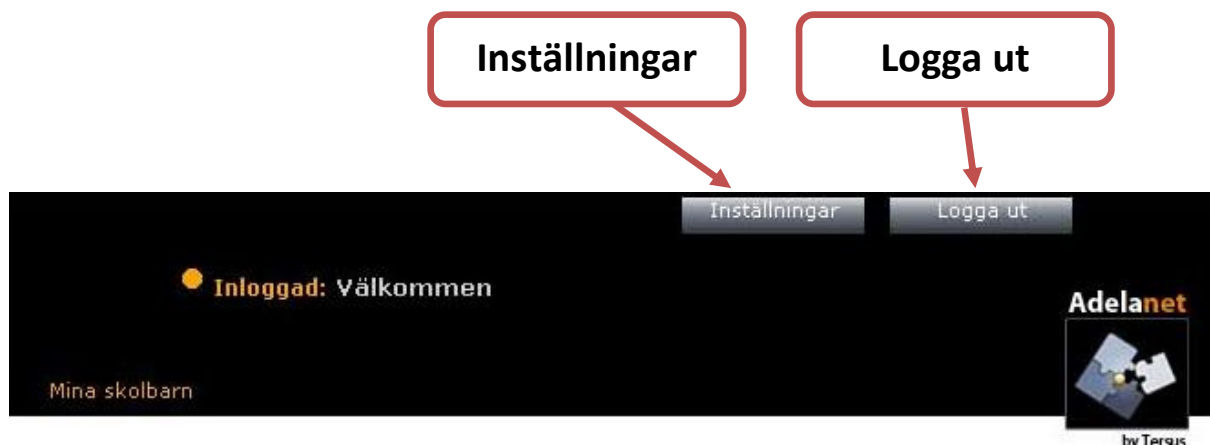 Inställningar Logga ut
Inställningar Logga ut
Inloggad: Välkommen
Adelanet
Mina skolbarn
by Tersus